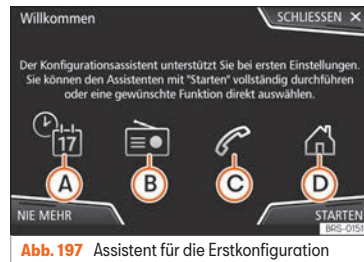 Willkommen
SCHLIESSEN ✕
Der Konfigurationsassistent unterstützt Sie bei ersten Einstellungen.
Sie können den Assistenten mit "Starten" vollständig durchführen
oder eine gewünschte Funktion direkt auswählen.
17
A B C D
NIE MEHR
STARTEN
BRS-0151
Abb. 197 Assistent für die Erstkonfiguration